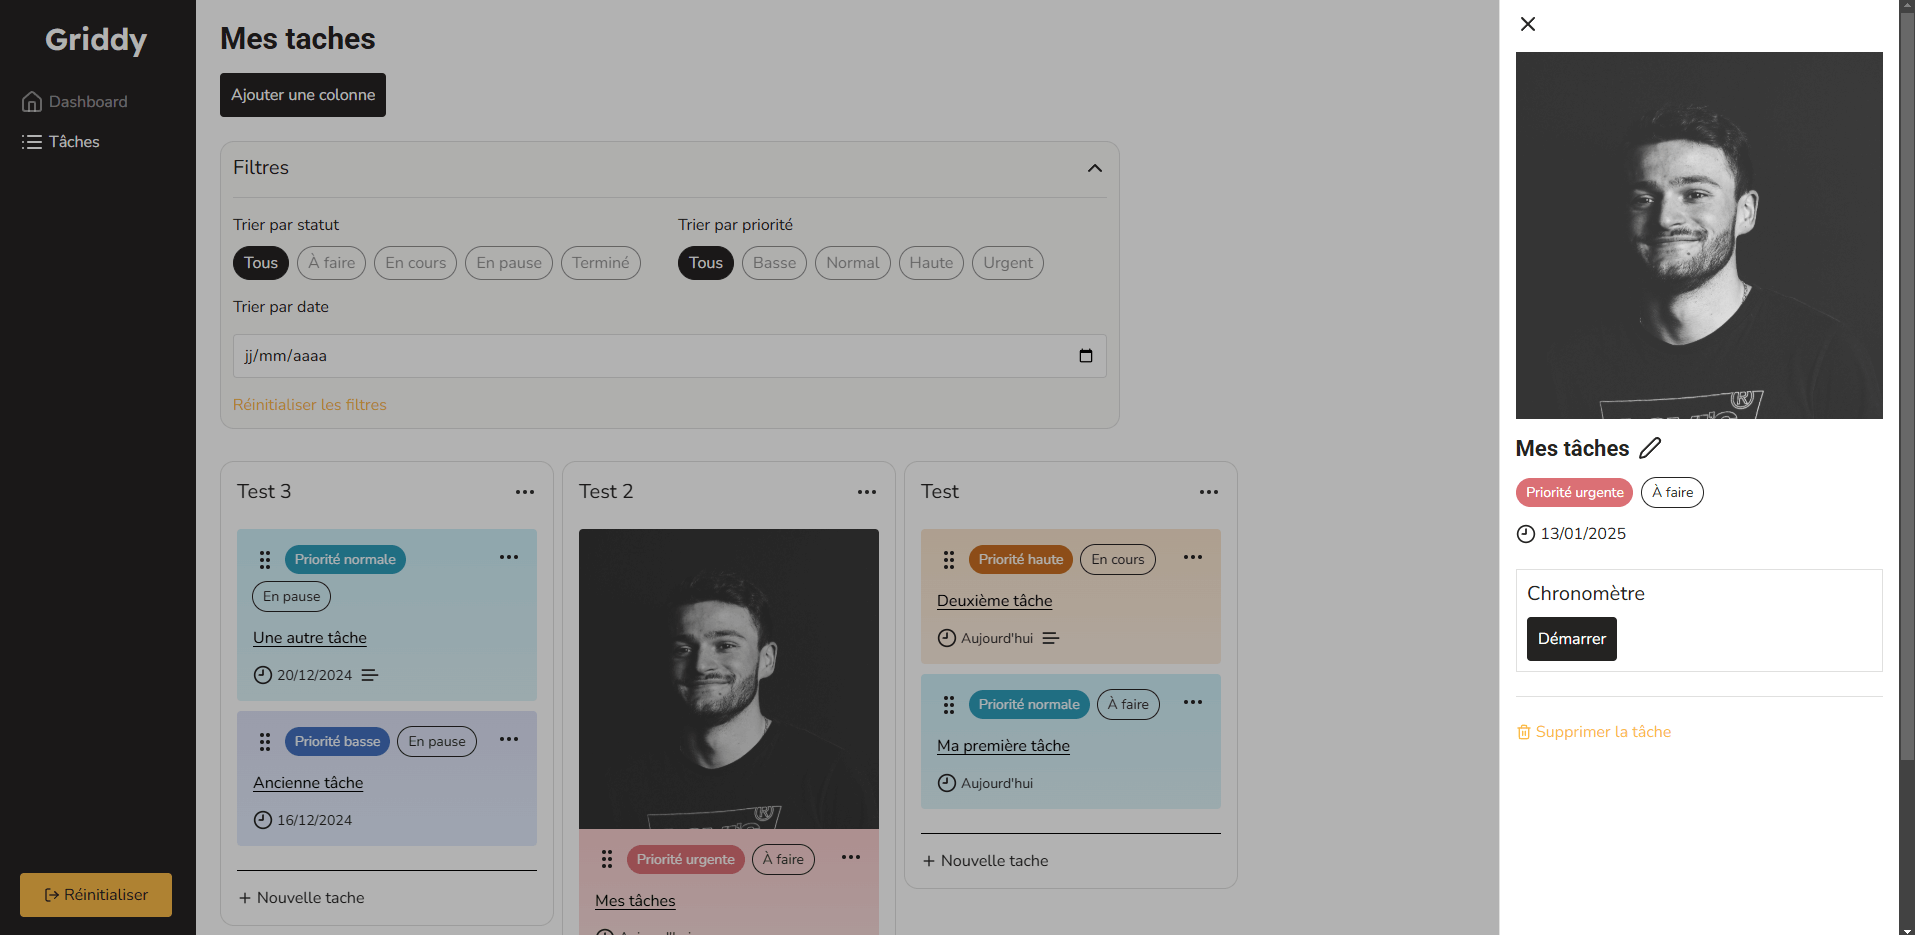 Griddy
Dashboard
Tâches
Réinitialiser
Mes taches
Ajouter une colonne
Filtres
Trier par statut
Tous
À faire
En cours
En pause
Terminé
Trier par priorité
Tous
Basse
Normal
Haute
Urgent
Trier par date
jj/mm/aaaa
Réinitialiser les filtres
Test 3
Priorité normale
En pause
Une autre tâche
20/12/2024
Priorité basse
En pause
Ancienne tâche
16/12/2024
+ Nouvelle tache
Test 2
®
Priorité urgente
À faire
Mes tâches
Test
Priorité haute
En cours
Deuxième tâche
Aujourd'hui
Priorité normale
À faire
Ma première tâche
Aujourd'hui
+ Nouvelle tache
®
Mes tâches
Priorité urgente
À faire
13/01/2025
Chronomètre
Démarrer
Supprimer la tâche